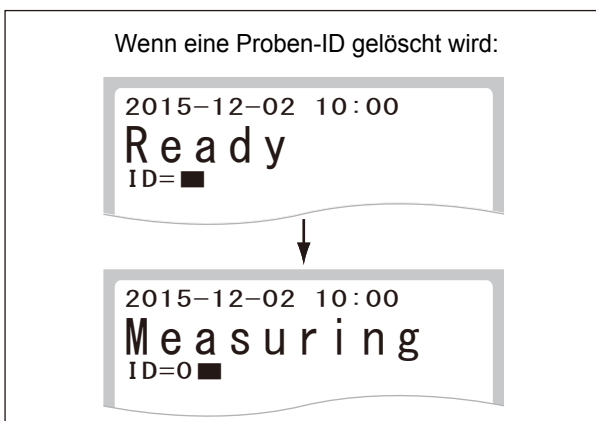 Wenn eine Proben-ID gelöscht wird:
2015-12-02 10:00
Ready
ID=
2015-12-02 10:00
Measuring
ID=0